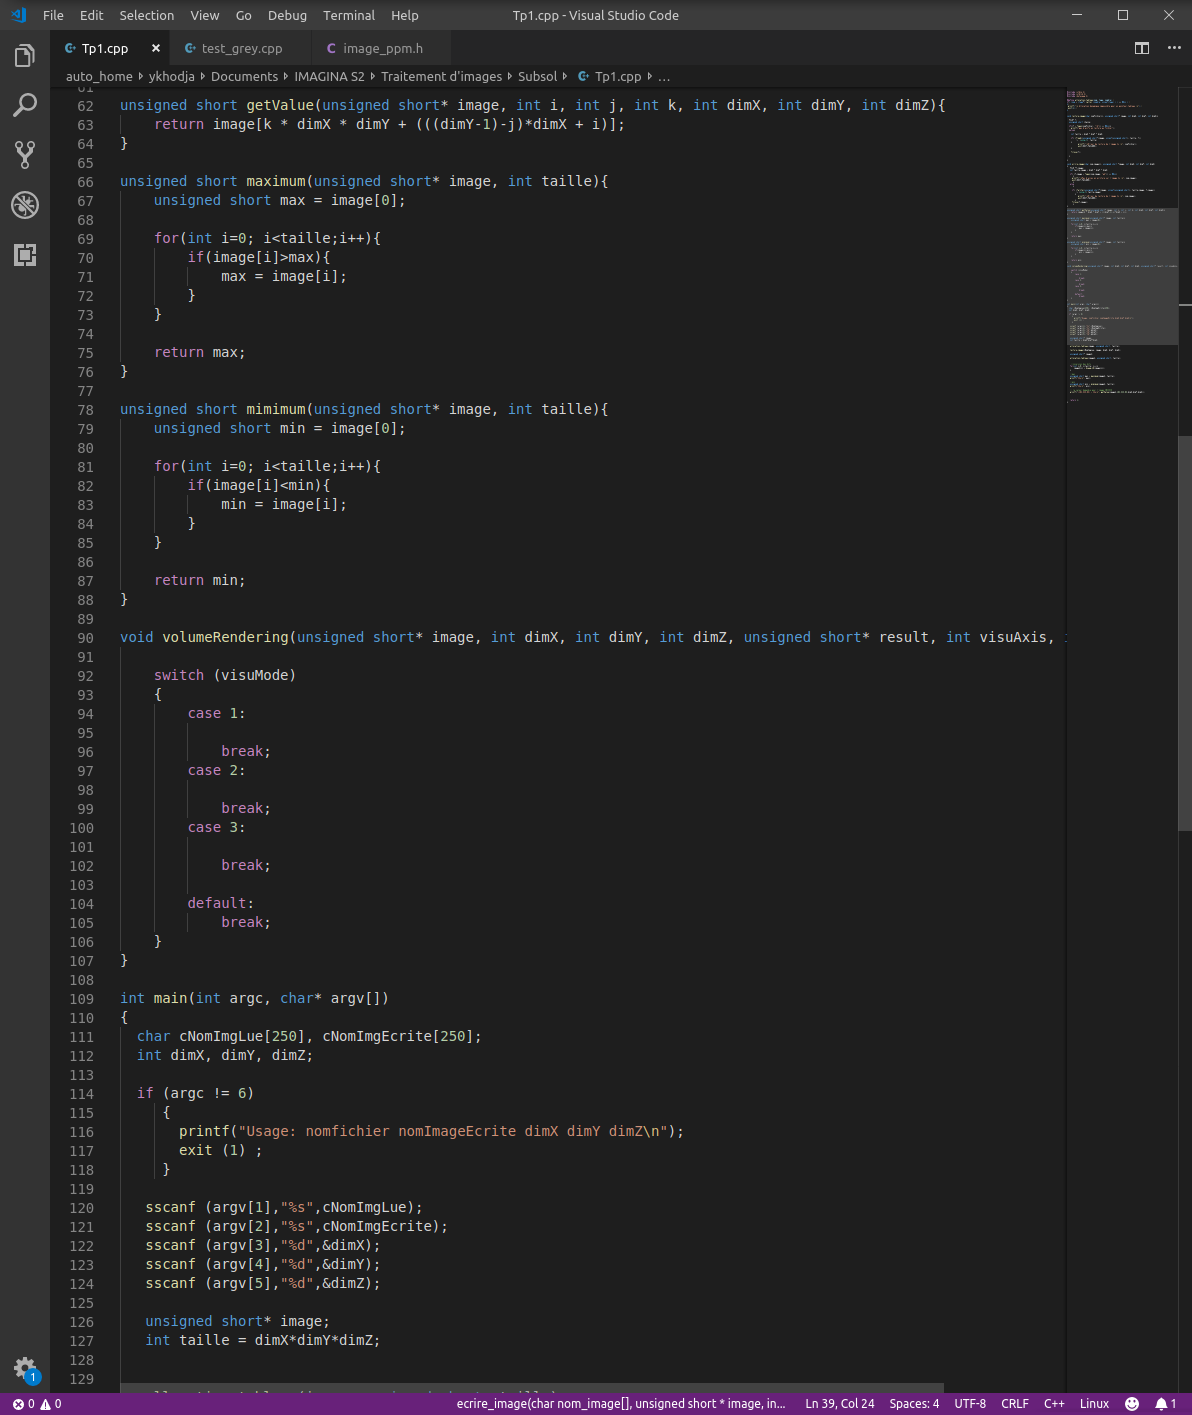 File Edit Selection View Go Debug Terminal Help Tp1.cpp - Visual Studio Code
Tp1.cpp test_grey.cpp C image_ppm.h
auto_home › ykhodja › Documents › IMAGINA S2 › Traitement d'images › Subsol › Tp1.cpp › ...
61
62 unsigned short getValue(unsigned short* image, int i, int j, int k, int dimX, int dimY, int dimZ){
63     return image[k * dimX * dimY + (((dimY-1)-j)*dimX + i)];
64 }
65
66 unsigned short maximum(unsigned short* image, int taille){
67     unsigned short max = image[0];
68
69     for(int i=0; i<taille;i++){
70         if(image[i]>max){
71             max = image[i];
72         }
73     }
74
75     return max;
76 }
77
78 unsigned short mimimum(unsigned short* image, int taille){
79     unsigned short min = image[0];
80
81     for(int i=0; i<taille;i++){
82         if(image[i]<min){
83             min = image[i];
84         }
85     }
86
87     return min;
88 }
89
90 void volumeRendering(unsigned short* image, int dimX, int dimY, int dimZ, unsigned short* result, int visuAxis,
91
92     switch (visuMode)
93     {
94         case 1:
95
96             break;
97         case 2:
98
99             break;
100         case 3:
101
102             break;
103
104         default:
105             break;
106     }
107 }
108
109 int main(int argc, char* argv[])
110 {
111   char cNomImgLue[250], cNomImgEcrite[250];
112   int dimX, dimY, dimZ;
113
114   if (argc != 6)
115      {
116        printf("Usage: nomfichier nomImageEcrite dimX dimY dimZ\n");
117        exit (1) ;
118      }
119
120    sscanf (argv[1],"%s",cNomImgLue);
121    sscanf (argv[2],"%s",cNomImgEcrite);
122    sscanf (argv[3],"%d",&dimX);
123    sscanf (argv[4],"%d",&dimY);
124    sscanf (argv[5],"%d",&dimZ);
125
126    unsigned short* image;
127    int taille = dimX*dimY*dimZ;
128
129
1
0 0 ecrire_image(char nom_image[], unsigned short * image, in... Ln 39, Col 24 Spaces: 4 UTF-8 CRLF C++ Linux 1